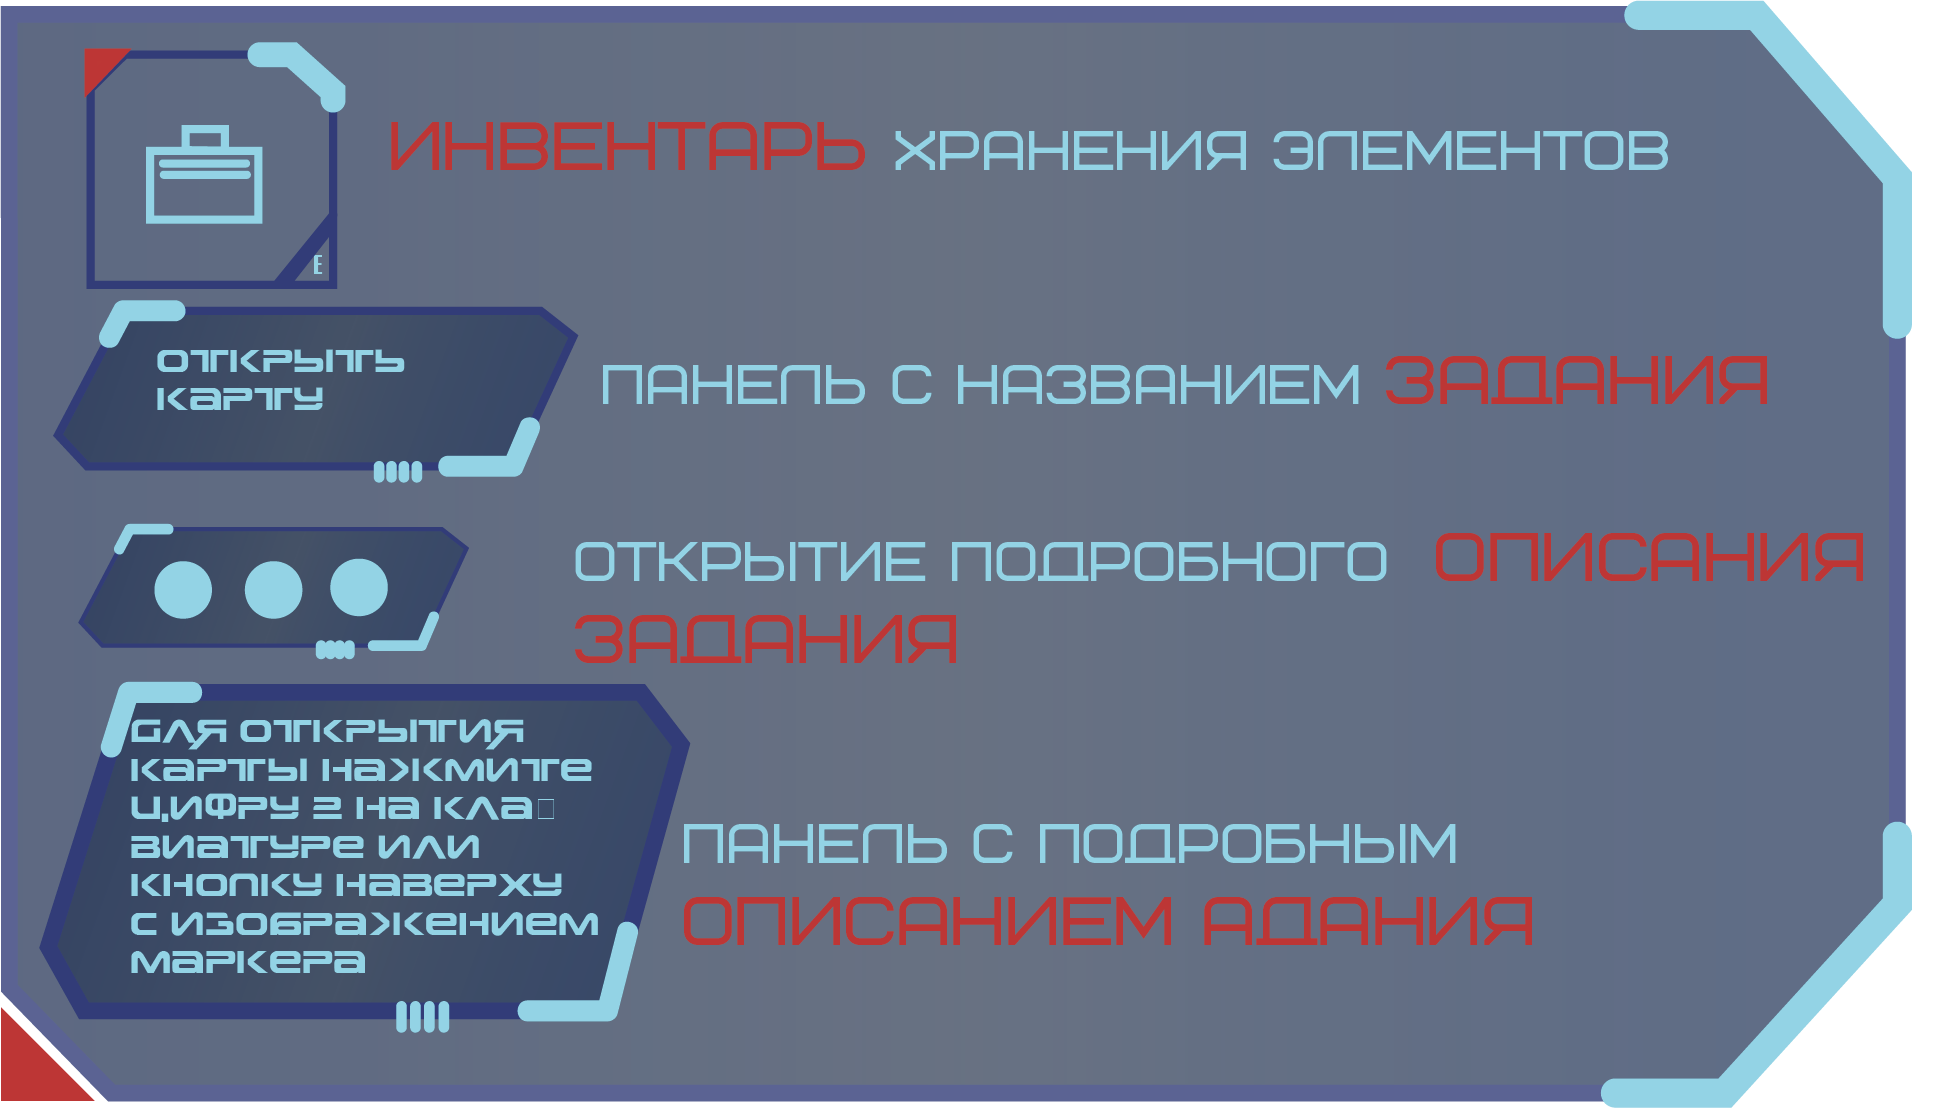 ИНВЕНТАРЬ ХРАНЕНИЯ ЭЛЕМЕНТОВ
E
ОТКРЫТЬ
КАРТУ
ПАНЕЛЬ С НАЗВАНИЕМ ЗАДАНИЯ
ОТКРЫТИЕ ПОДРОБНОГО ОПИСАНИЯ
ЗАДАНИЯ
ДЛЯ ОТКРЫТИЯ
КАРТЫ НАЖМИТЕ
ЦИФРУ 2 НА КЛА□
ВИАТУРЕ ИЛИ
КНОПКУ НАВЕРХУ
С ИЗОБРАЖЕНИЕМ
МАРКЕРА
ПАНЕЛЬ С ПОДРОБНЫМ
ОПИСАНИЕМ АДАНИЯ